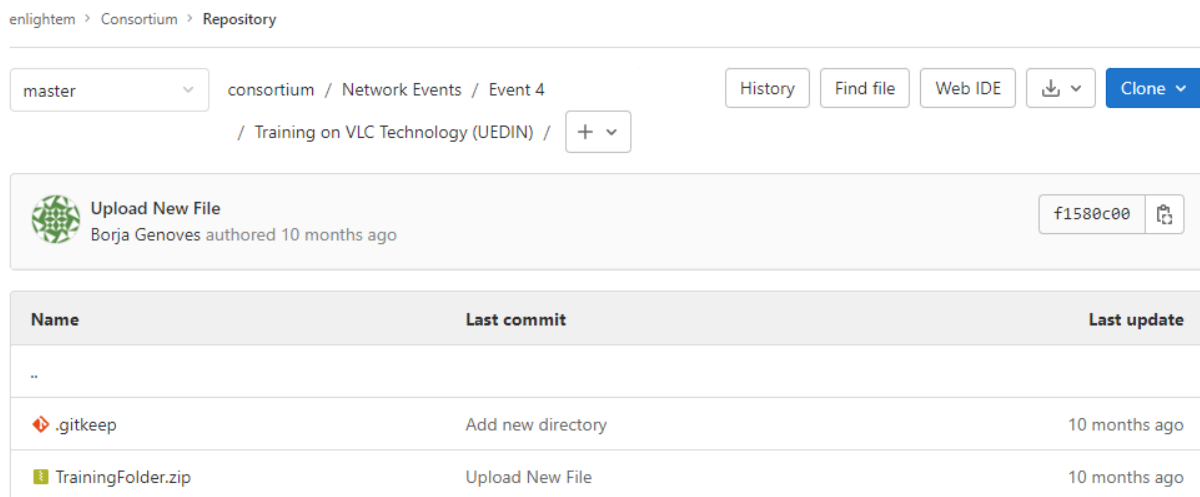 enlightem > Consortium > Repository
master
consortium / Network Events / Event 4
/ Training on VLC Technology (UEDIN) /
History
Find file
Web IDE
Clone
Upload New File
Borja Genoves authored 10 months ago
f1580c00
Name Last commit Last update
..
.gitkeep Add new directory 10 months ago
TrainingFolder.zip Upload New File 10 months ago